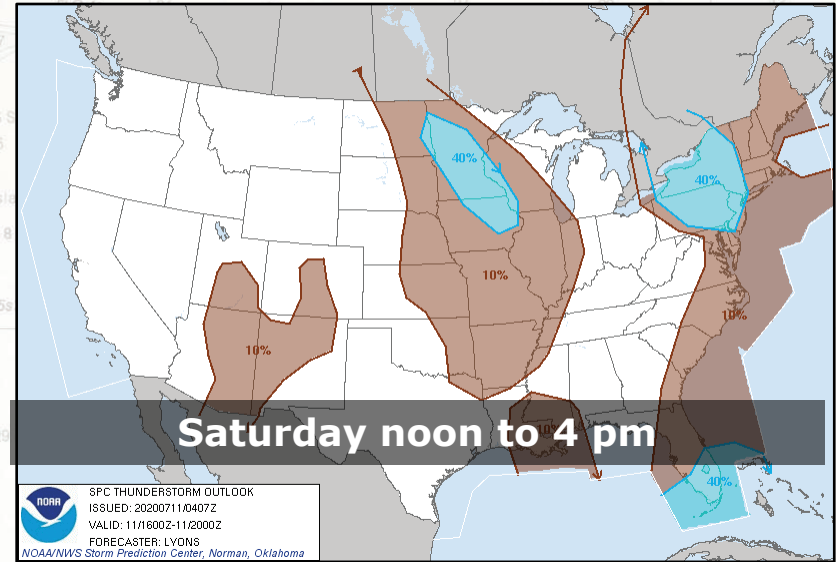 40%
40%
10%
10%
10%
10%
Saturday noon to 4 pm
40%
NOAA
SPC THUNDERSTORM OUTLOOK
ISSUED: 20200711/0407Z
VALID: 11/1600Z-11/2000Z
FORECASTER: LYONS
NOAA/NWS Storm Prediction Center, Norman, Oklahoma